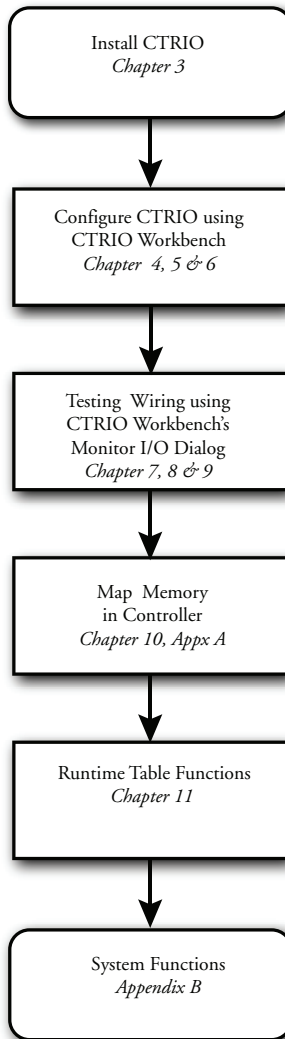 Install CTRIO
Chapter 3
Configure CTRIO using
CTRIO Workbench
Chapter 4, 5 & 6
Testing Wiring using
CTRIO Workbench's
Monitor I/O Dialog
Chapter 7, 8 & 9
Map Memory
in Controller
Chapter 10, Appx A
Runtime Table Functions
Chapter 11
System Functions
Appendix B